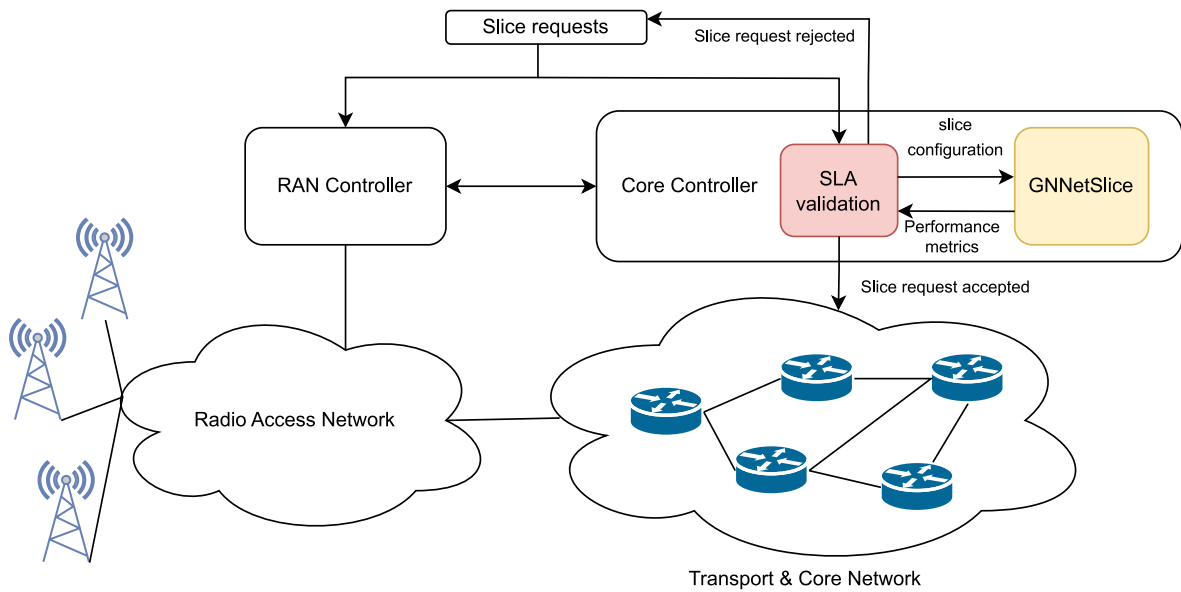 Slice requests
Slice request rejected
RAN Controller
Core Controller
SLA
validation
slice
configuration
GNNetSlice
Performance
metrics
Slice request accepted
Radio Access Network
Transport & Core Network